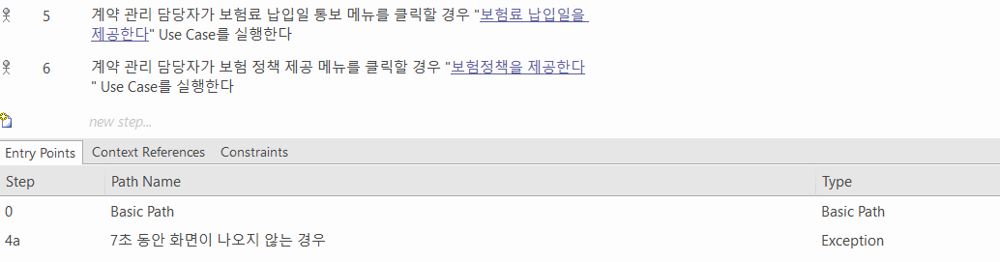 5 계약 관리 담당자가 보험료 납입일 통보 메뉴를 클릭할 경우 "보험료 납입일을
제공한다" Use Case를 실행한다
6 계약 관리 담당자가 보험 정책 제공 메뉴를 클릭할 경우 "보험정책을 제공한다
" Use Case를 실행한다
new step...
Entry Points Context References Constraints
Step Path Name Type
0 Basic Path Basic Path
4a 7초 동안 화면이 나오지 않는 경우 Exception